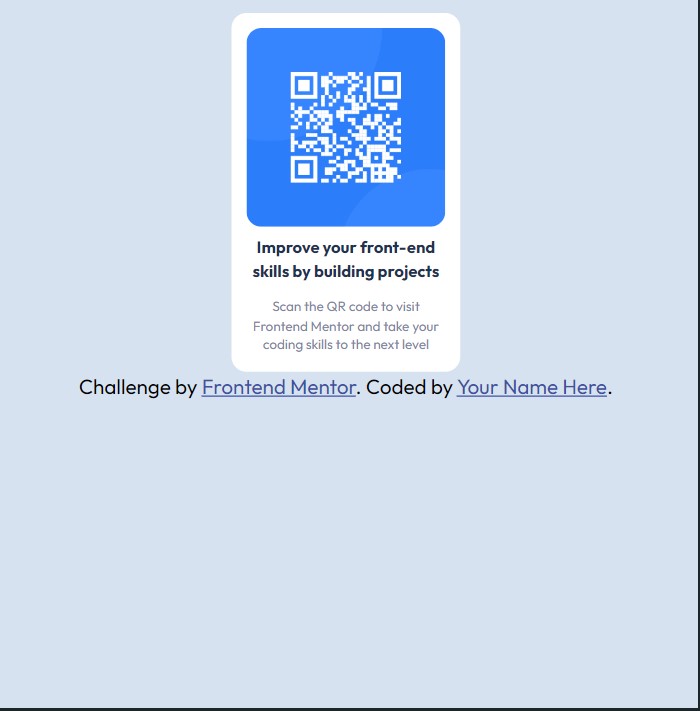 Improve your front-end
skills by building projects
Scan the QR code to visit
Frontend Mentor and take your
coding skills to the next level
Challenge by Frontend Mentor. Coded by Your Name Here.